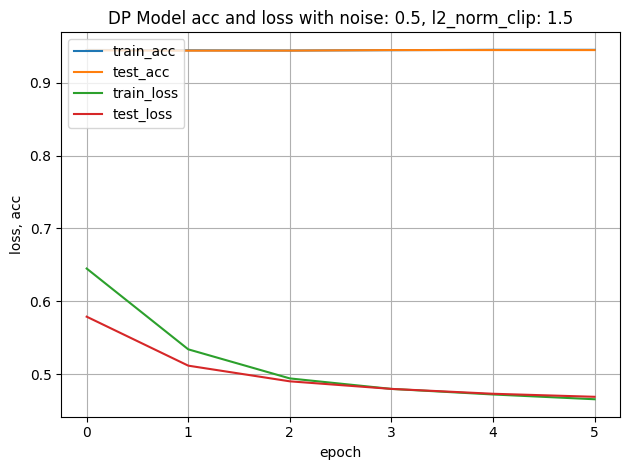 DP Model acc and loss with noise: 0.5, l2_norm_clip: 1.5
train_acc
test_acc
train_loss
test_loss
0.9
0.8
0.7
0.6
0.5
loss, acc
0 1 2 3 4 5
epoch